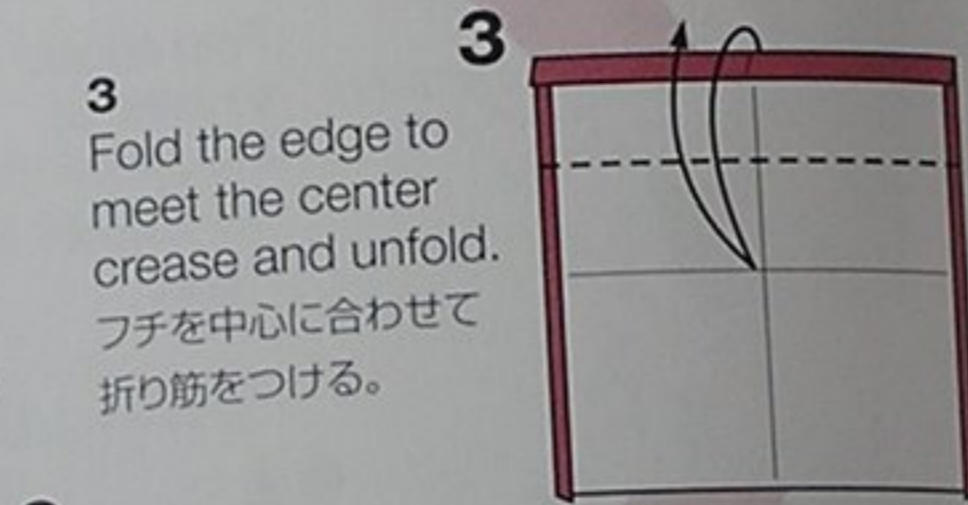 3
3
Fold the edge to
meet the center
crease and unfold.
フチを中心に合わせて
折り筋をつける。